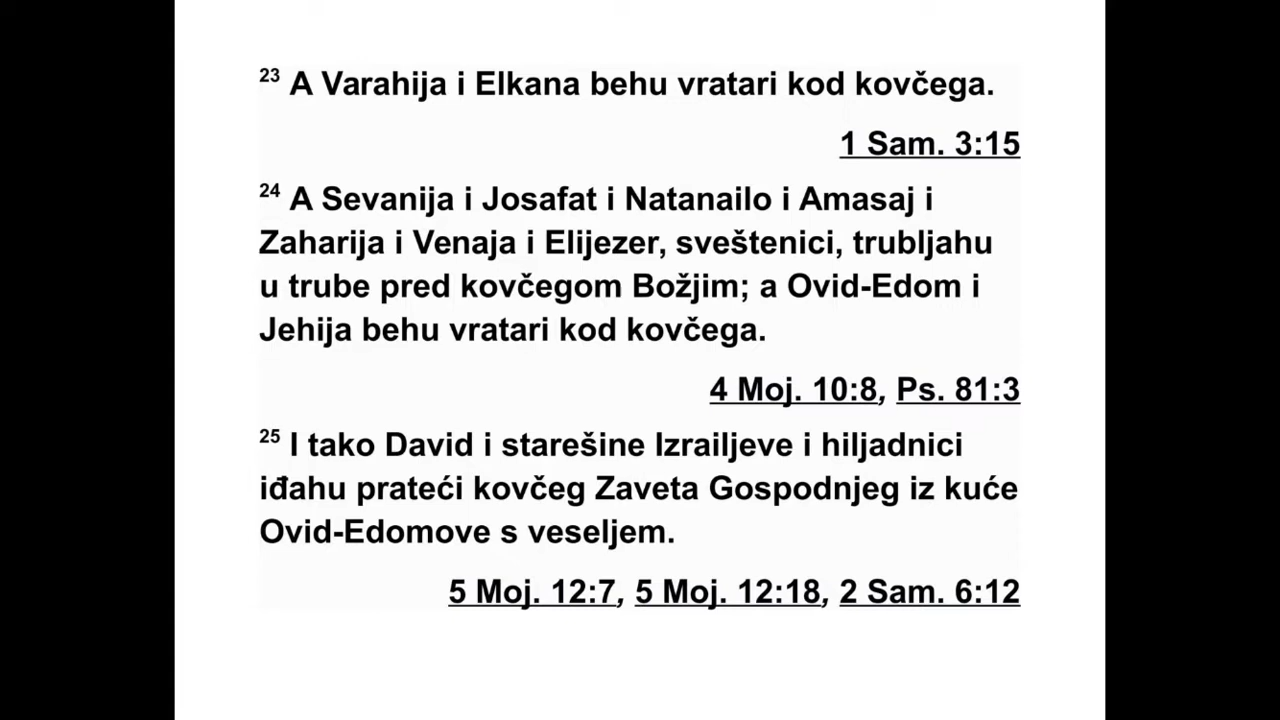 23 A Varahija i Elkana behu vratari kod kovčega.
1 Sam. 3:15
24 A Sevanija i Josafat i Natanailo i Amasaj i
Zaharija i Venaja i Elijezer, sveštenici, trubljahu
u trube pred kovčegom Božjim; a Ovid-Edom i
Jehija behu vratari kod kovčega.
4 Moj. 10:8, Ps. 81:3
25 I tako David i starešine Izrailjeve i hiljadnici
iđahu prateći kovčeg Zaveta Gospodnjeg iz kuće
Ovid-Edomove s veseljem.
5 Moj. 12:7, 5 Moj. 12:18, 2 Sam. 6:12